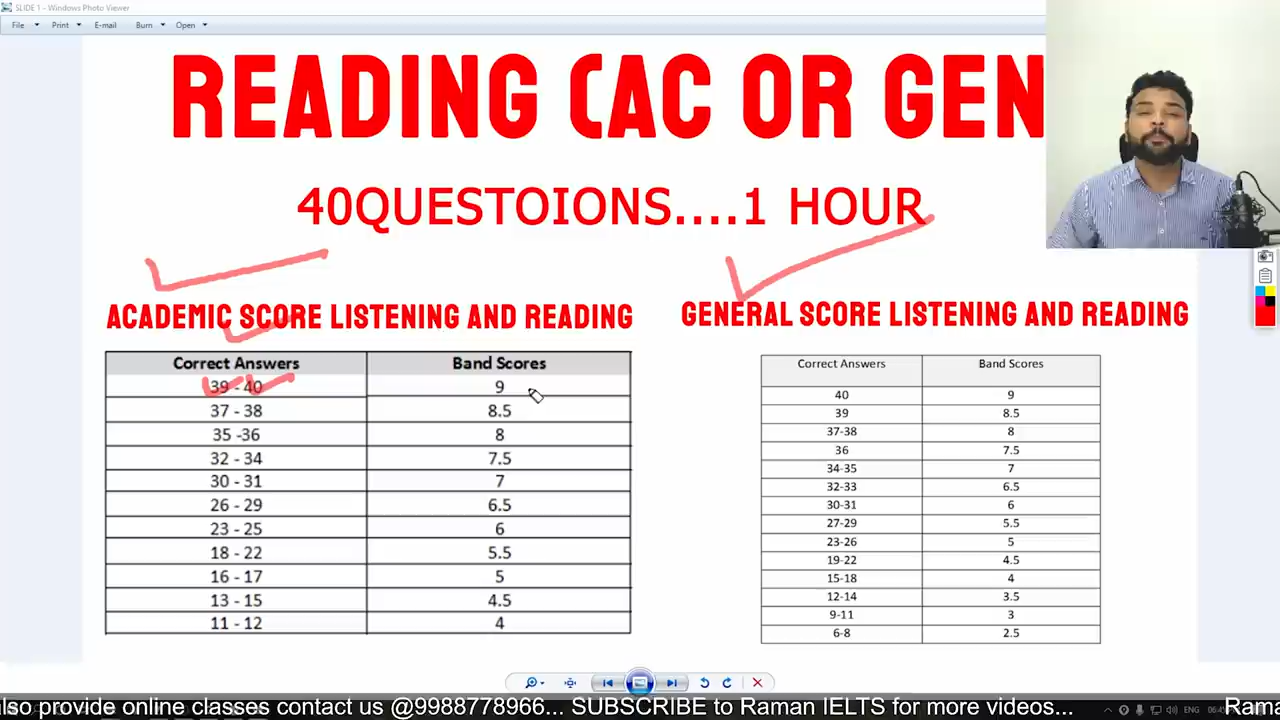 SLIDE 1 - Windows Photo Viewer
File Print E-mail Burn Open
READING (AC OR GEN
40QUESTOIONS....1 HOUR
ACADEMIC SCORE LISTENING AND READING
Correct Answers Band Scores
39 - 40 9
37 - 38 8.5
35 -36 8
32 - 34 7.5
30 - 31 7
26 - 29 6.5
23 - 25 6
18 - 22 5.5
16 - 17 5
13 - 15 4.5
11 - 12 4
GENERAL SCORE LISTENING AND READING
Correct Answers Band Scores
40 9
39 8.5
37-38 8
36 7.5
34-35 7
32-33 6.5
30-31 6
27-29 5.5
23-26 5
19-22 4.5
15-18 4
12-14 3.5
9-11 3
6-8 2.5
lso provide online classes contact us @9988778966... SUBSCRIBE to Raman IELTS for more videos... Rama
ENG